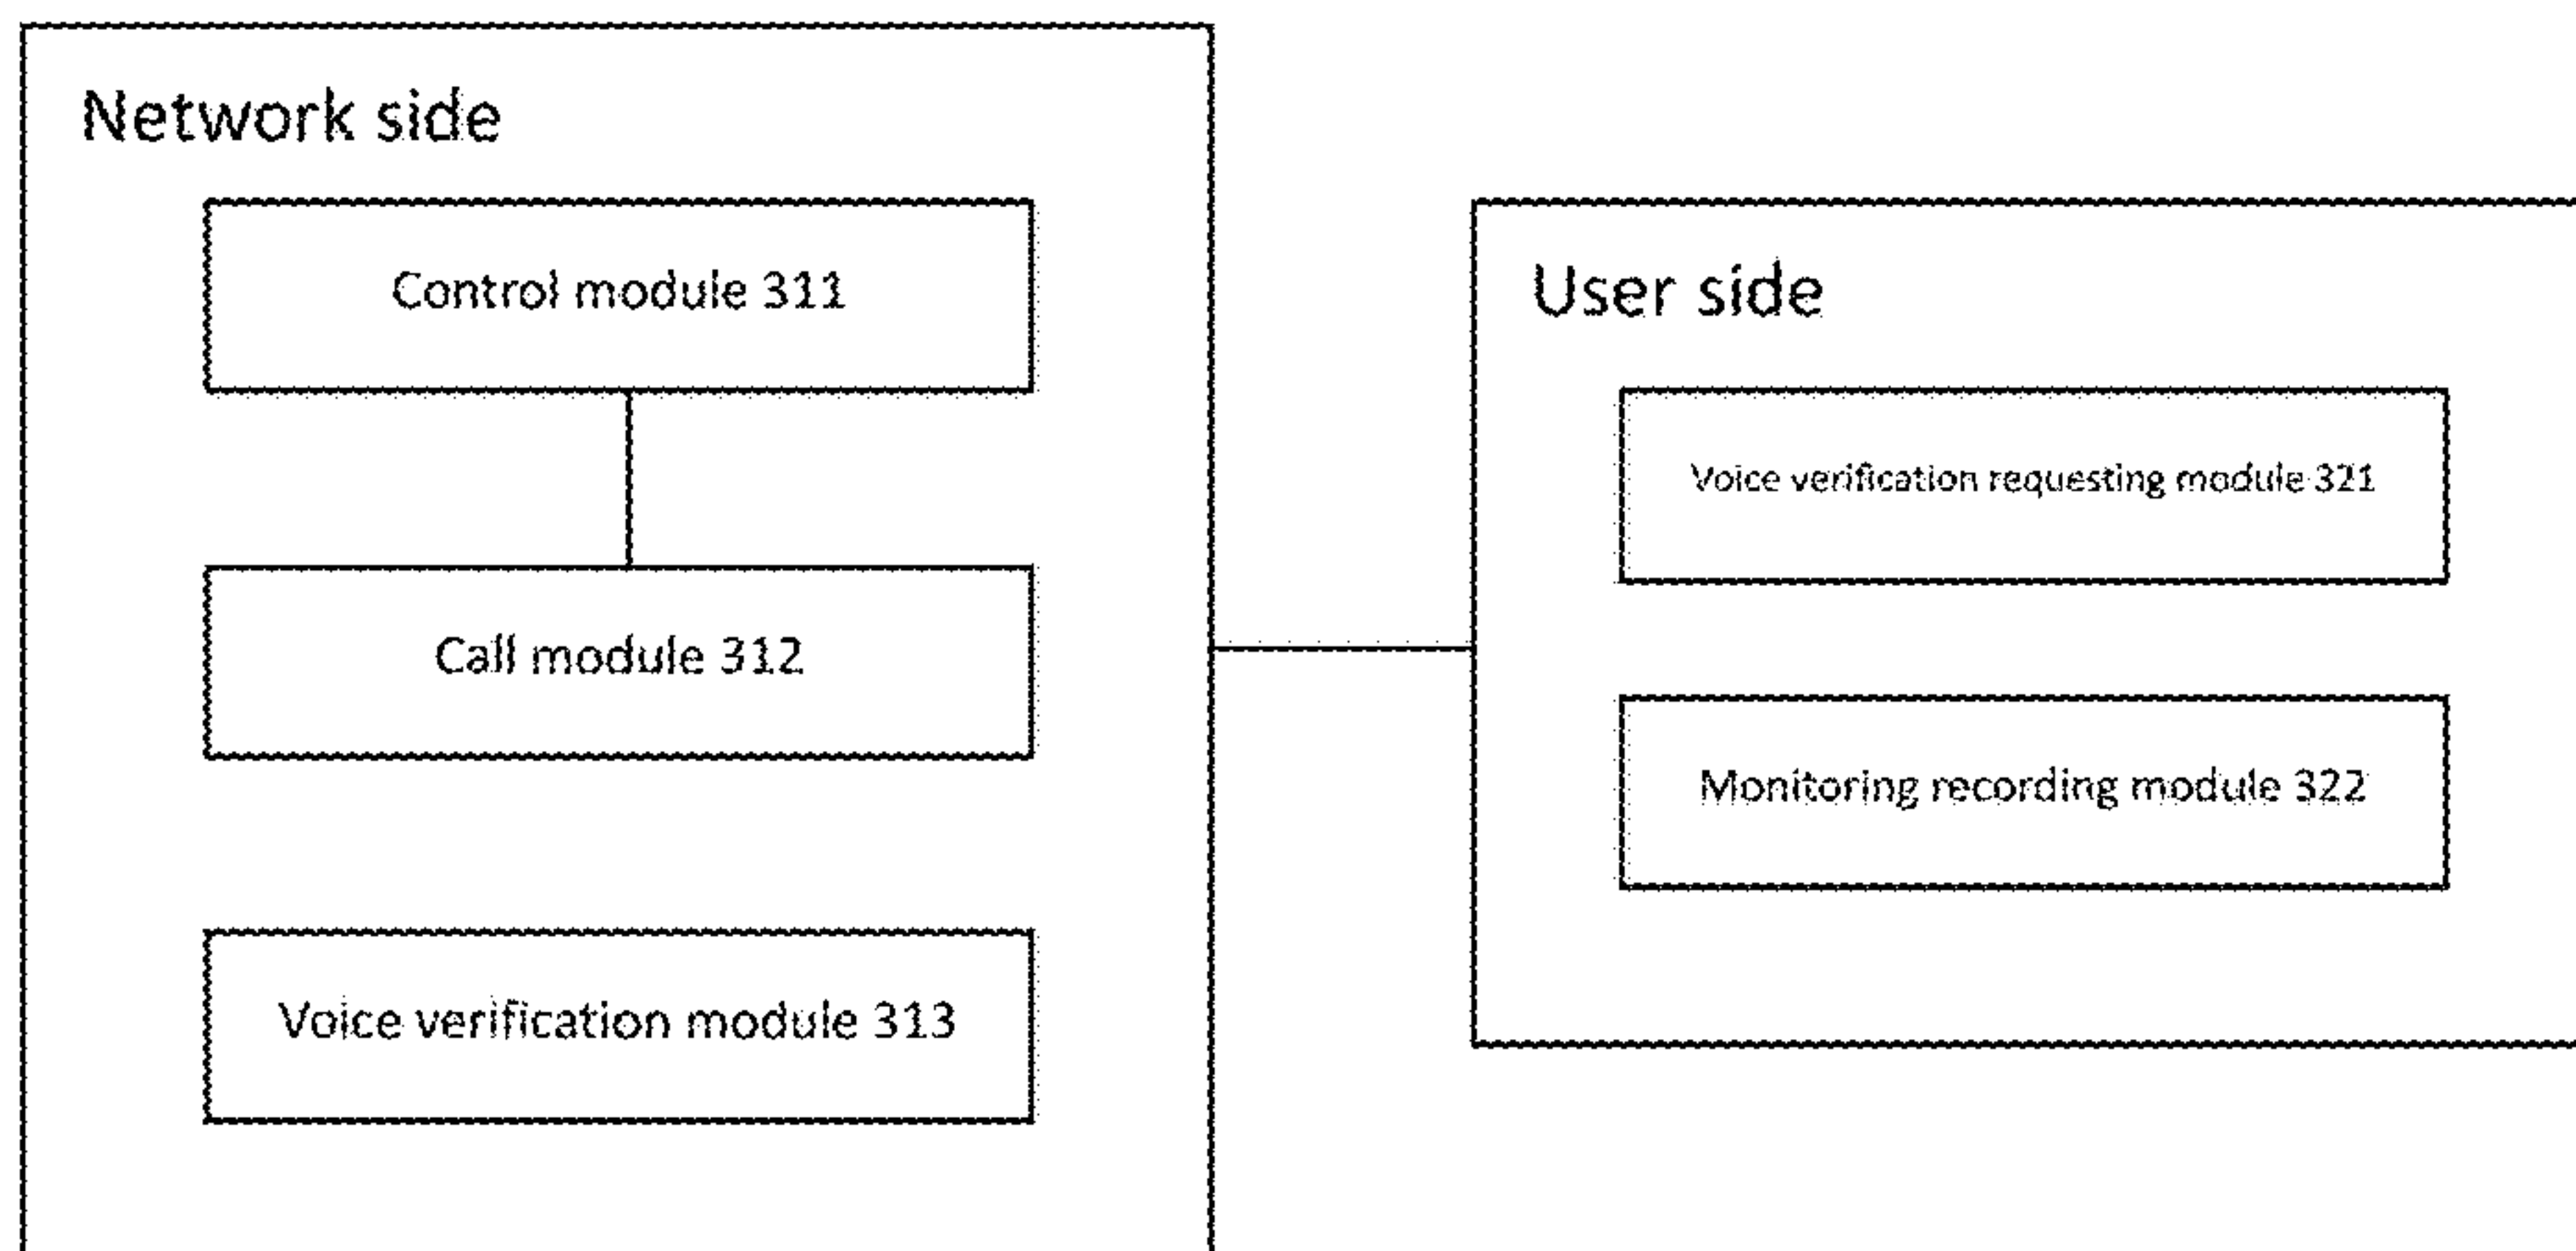 Network side
Control module 311
Call module 312
Voice verification module 313
User side
Voice verification requesting module 321
Monitoring recording module 322